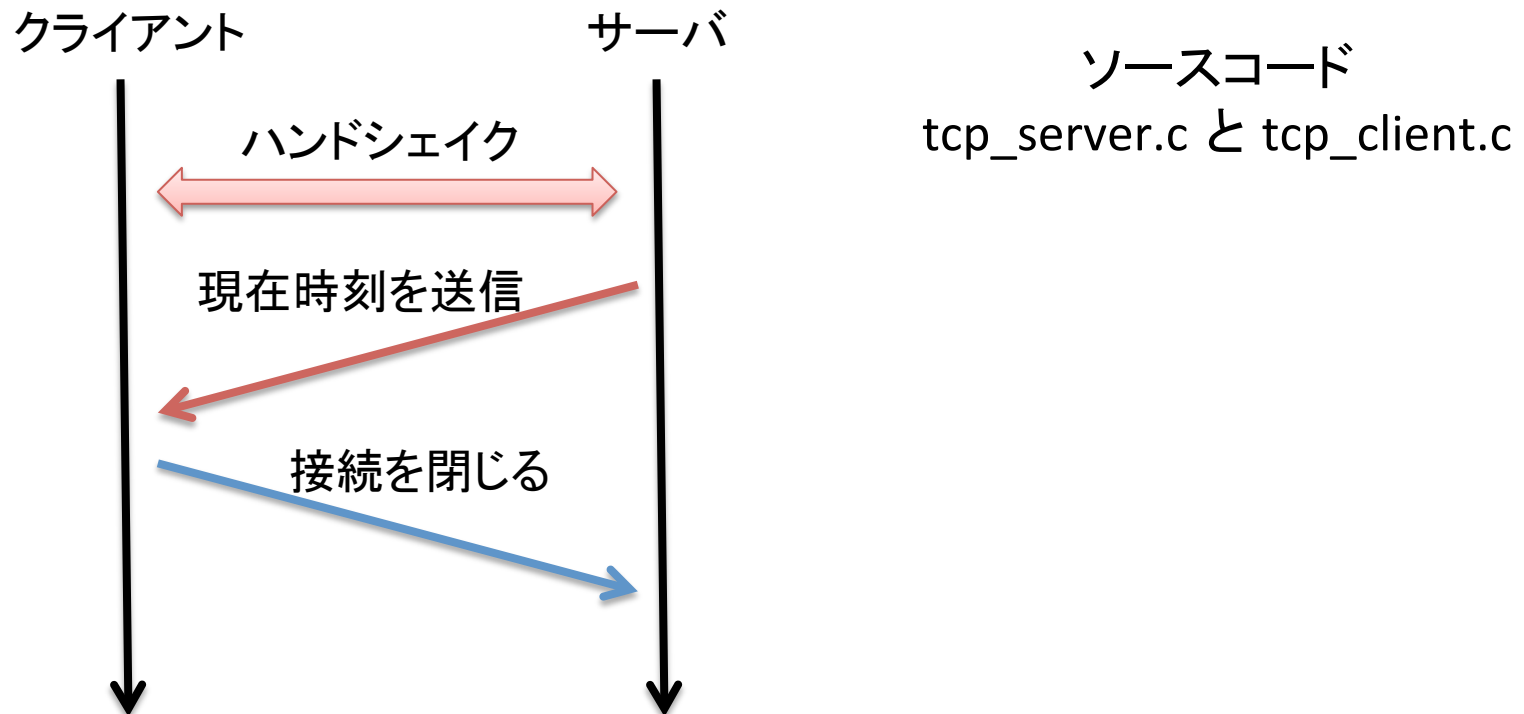 クライアント
サーバ
ソースコード
tcp_server.c と tcp_client.c
ハンドシェイク
現在時刻を送信
接続を閉じる